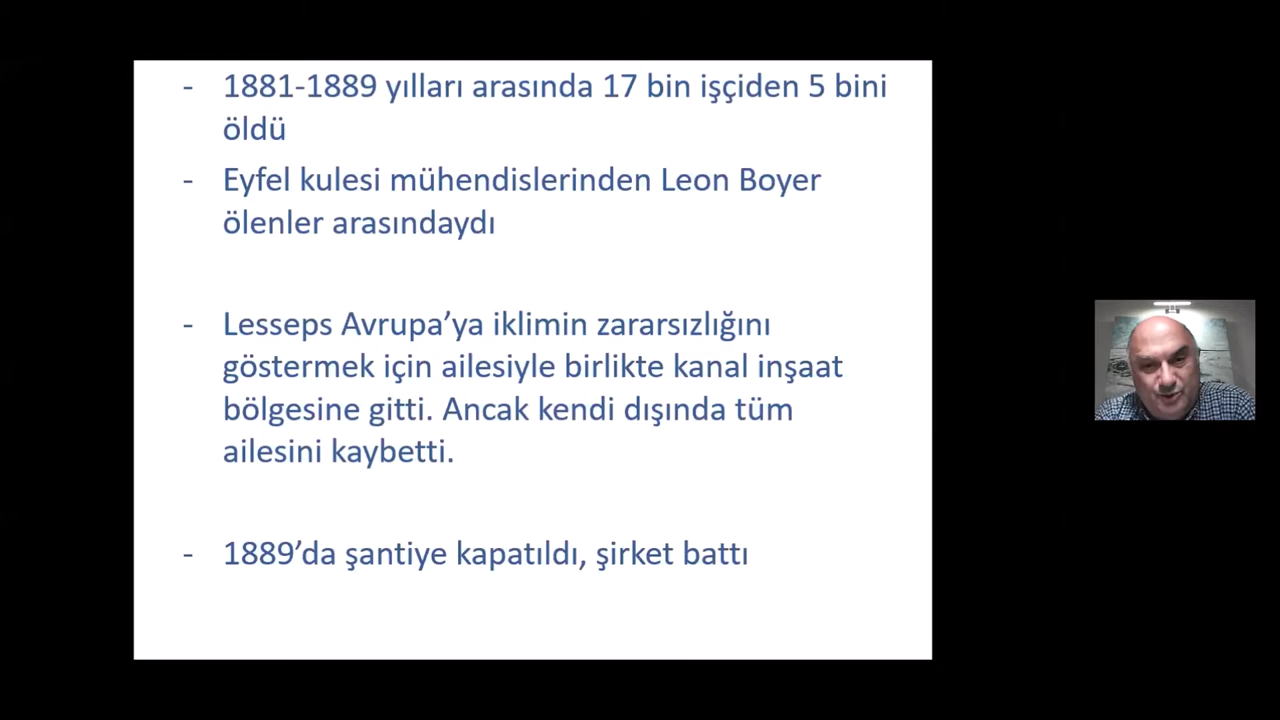 - 1881-1889 yılları arasında 17 bin işçiden 5 bini
öldü
- Eyfel kulesi mühendislerinden Leon Boyer
ölenler arasındaydı
- Lesseps Avrupa’ya iklimin zararsızlığını
göstermek için ailesiyle birlikte kanal inşaat
bölgesine gitti. Ancak kendi dışında tüm
ailesini kaybetti.
- 1889’da şantiye kapatıldı, şirket battı